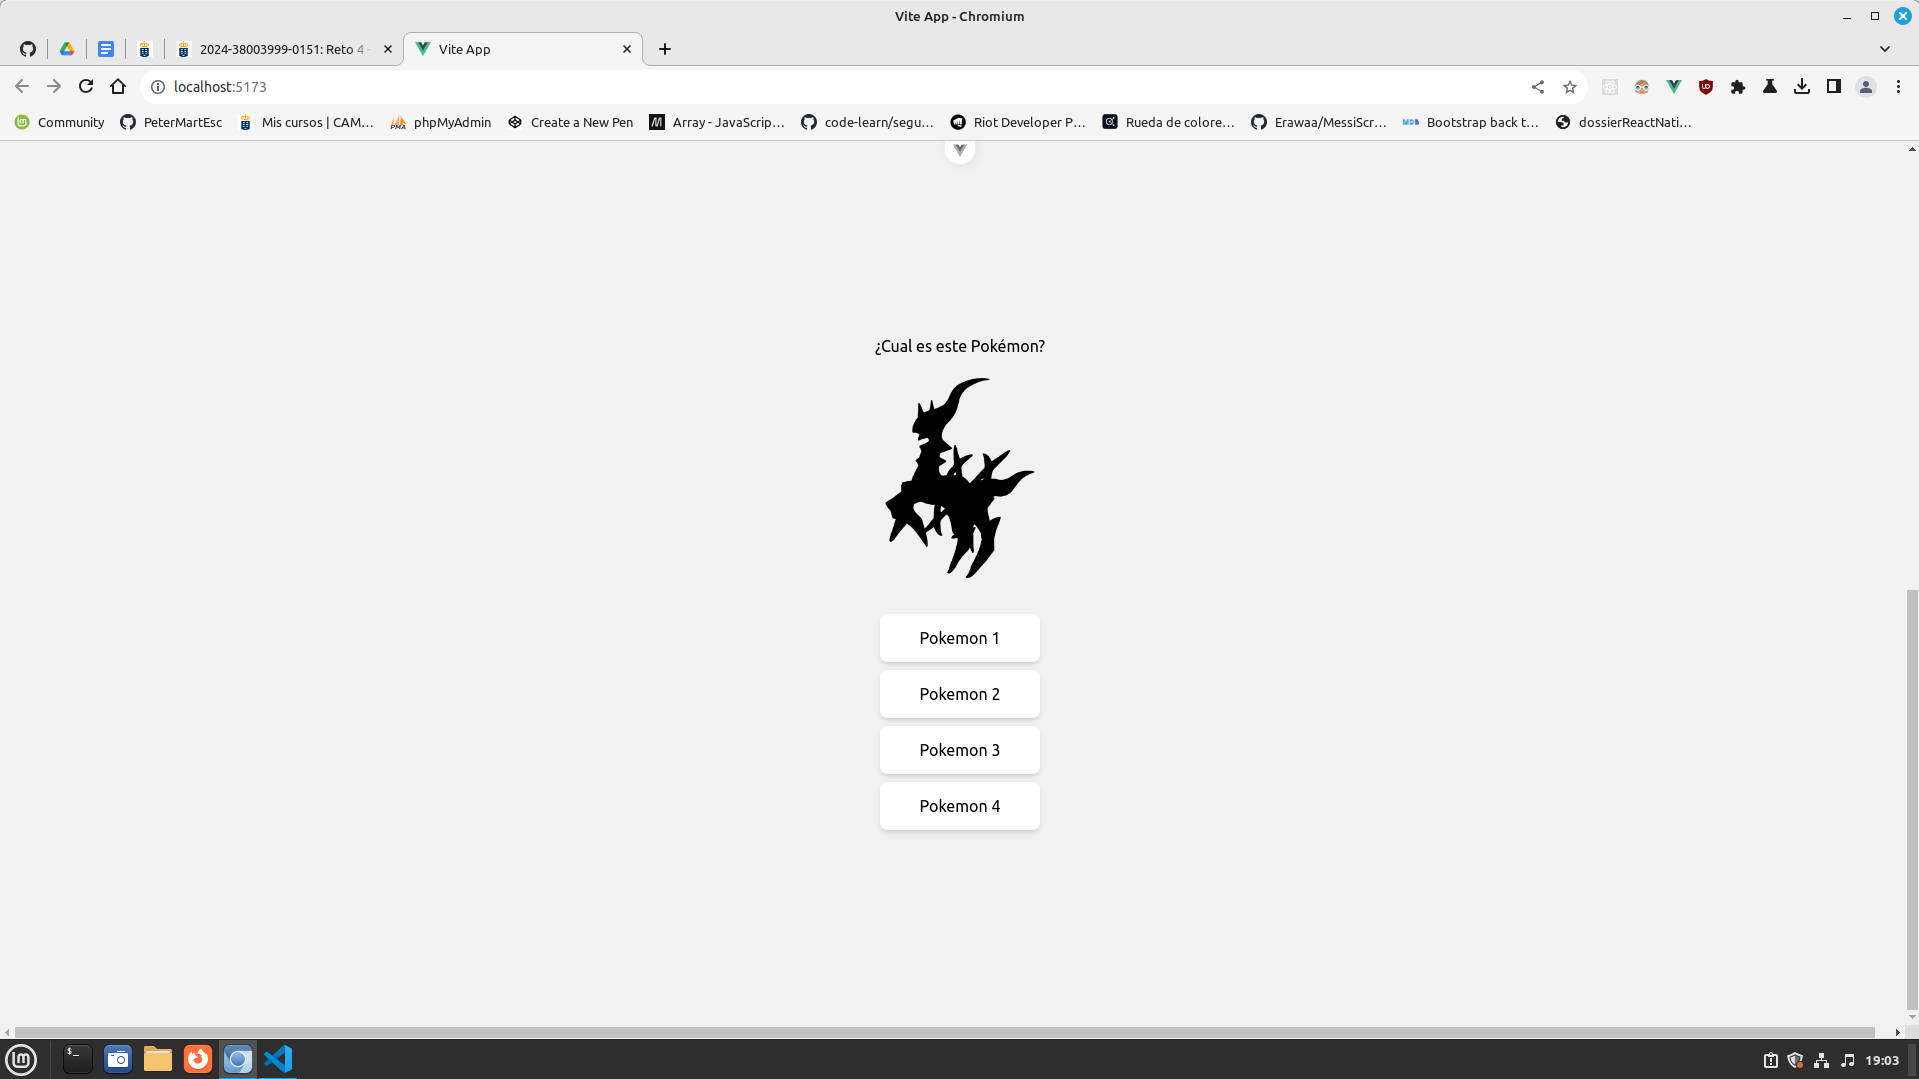 Vite App - Chromium
2024-38003999-0151: Reto 4 -
Vite App
localhost:5173
Community
PeterMartEsc
Mis cursos | CAM...
phpMyAdmin
Create a New Pen
Array - JavaScrip...
code-learn/segu...
Riot Developer P...
Rueda de colore...
Erawaa/MessiScr...
Bootstrap back t...
dossierReactNati...
¿Cual es este Pokémon?
Pokemon 1
Pokemon 2
Pokemon 3
Pokemon 4
19:03